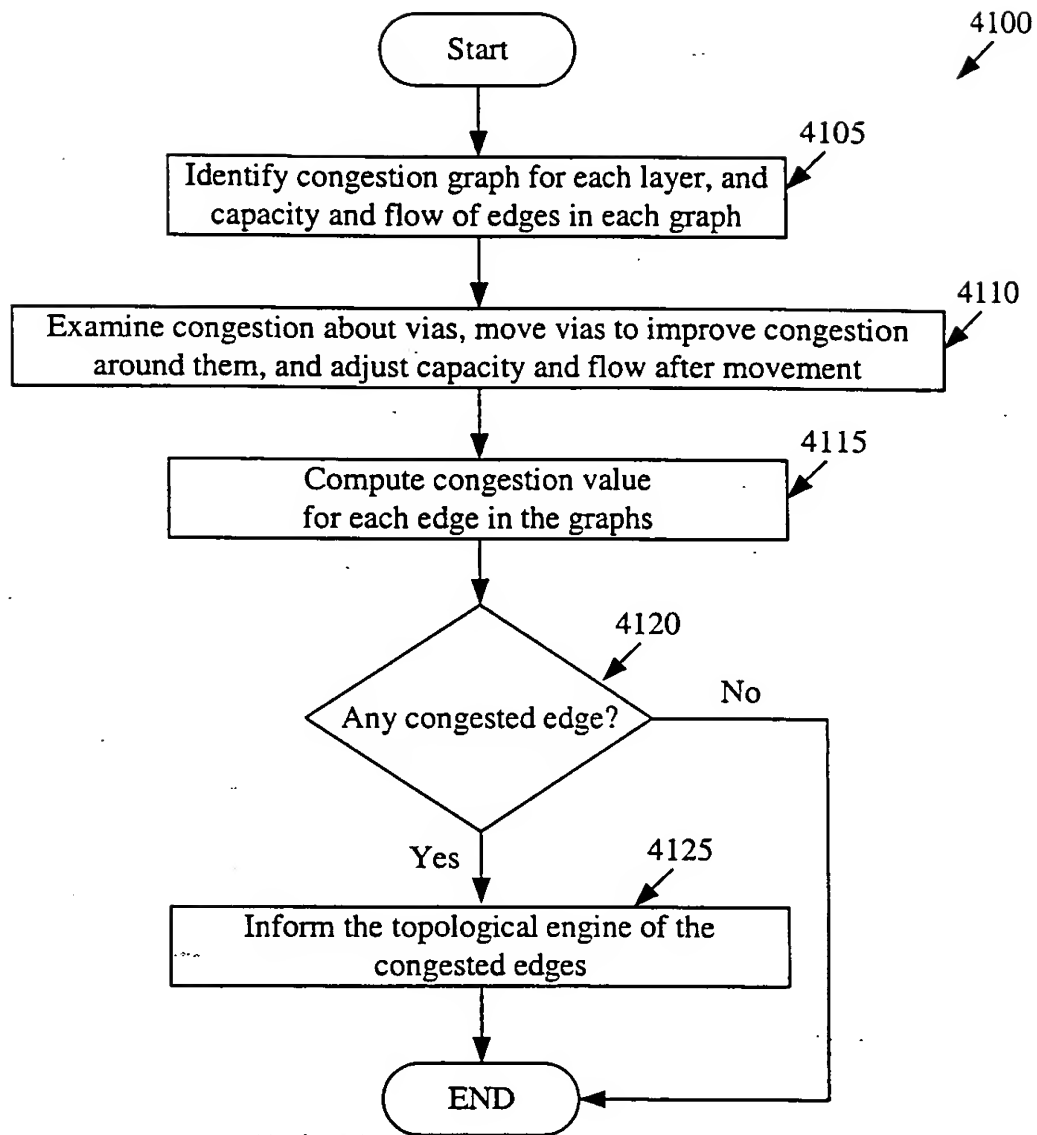 4100
Start
4105
Identify congestion graph for each layer, and
capacity and flow of edges in each graph
4110
Examine congestion about vias, move vias to improve congestion
around them, and adjust capacity and flow after movement
4115
Compute congestion value
for each edge in the graphs
4120
Any congested edge?
No
Yes
4125
Inform the topological engine of the
congested edges
END